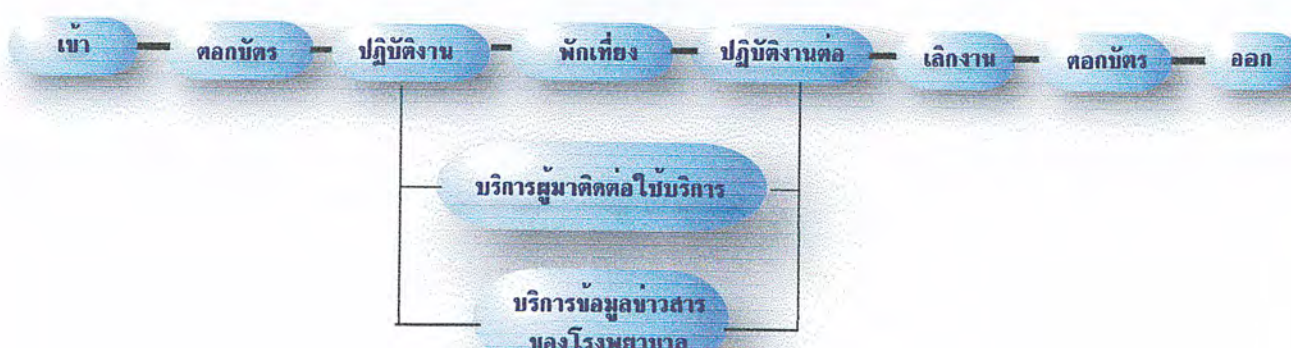 เข้า
ตอกบัตร
ปฏิบัติงาน
พักเที่ยง
ปฏิบัติงานต่อ
เลิกงาน
ตอกบัตร
ออก
บริการผู้มาติดต่อใช้บริการ
บริการข้อมูลข่าวสาร
ของโรงพยาบาล